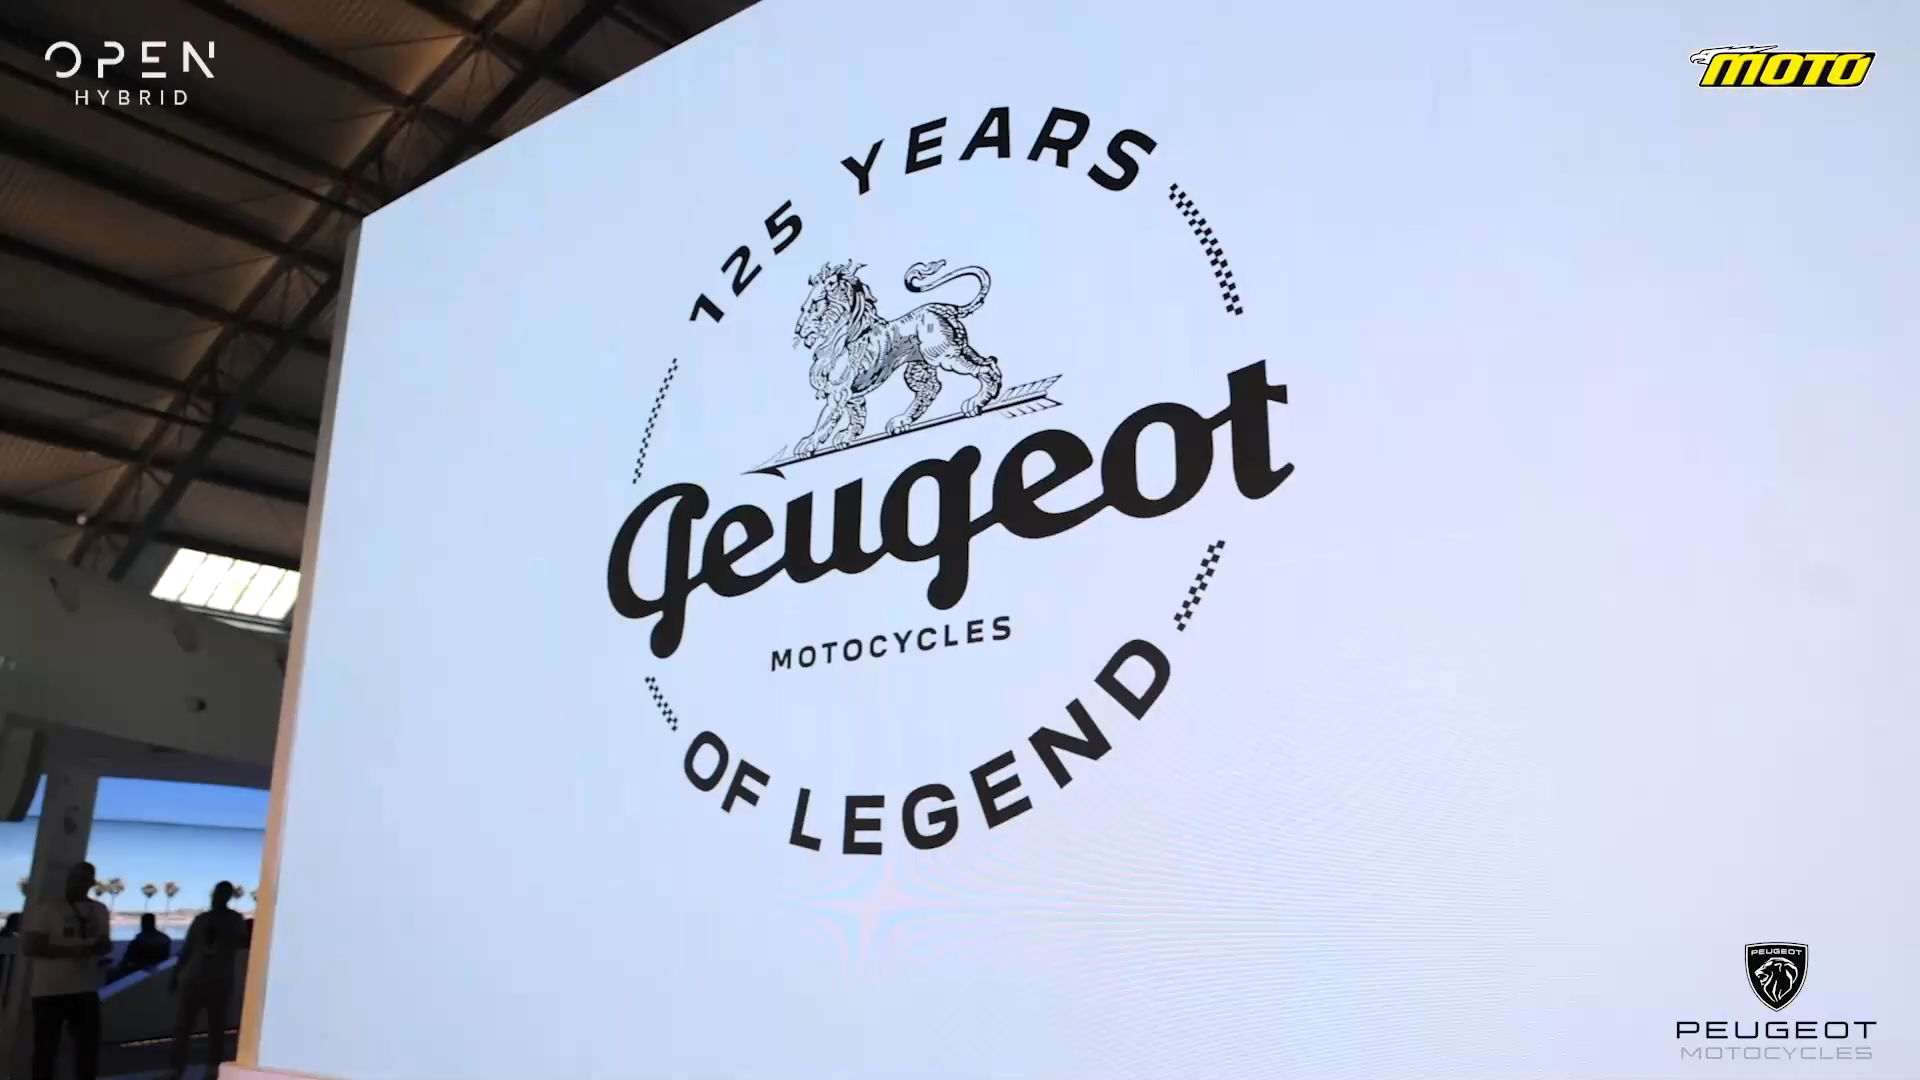 OPEN
HYBRID
MOTO
125 YEARS
Peugeot
MOTOCYCLES
OF LEGEND
PEUGEOT
PEUGEOT
MOTOCYCLES